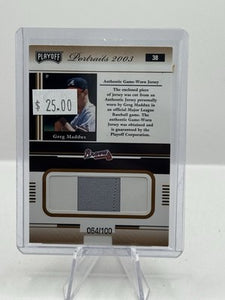 PLAYOFF
Portraits 2003
38
$ 25.00
Authentic Game-Worn Jersey
The enclosed piece
of jersey was cut from an
Authentic Jersey personally worn
by Greg Maddux in
an official Major League
Baseball game. The
authentic Game-Worn
Jersey was obtained and
is guaranteed by the
Playoff Corporation.
Greg Maddux
Braves
084/100